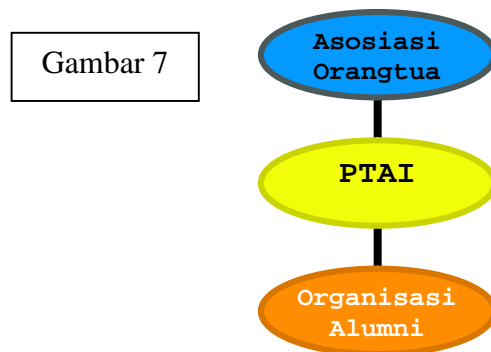 Gambar 7
Asosiasi
Orangtua
PTAI
Organisasi
Alumni